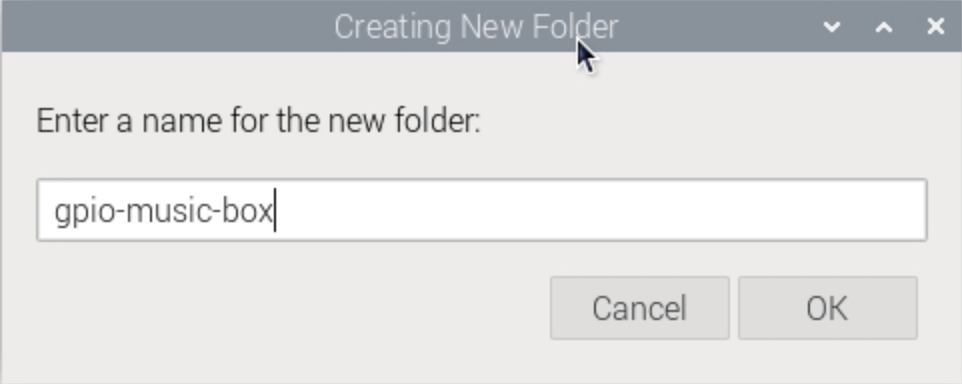 Creating New Folder
Enter a name for the new folder:
gpio-music-box
Cancel OK